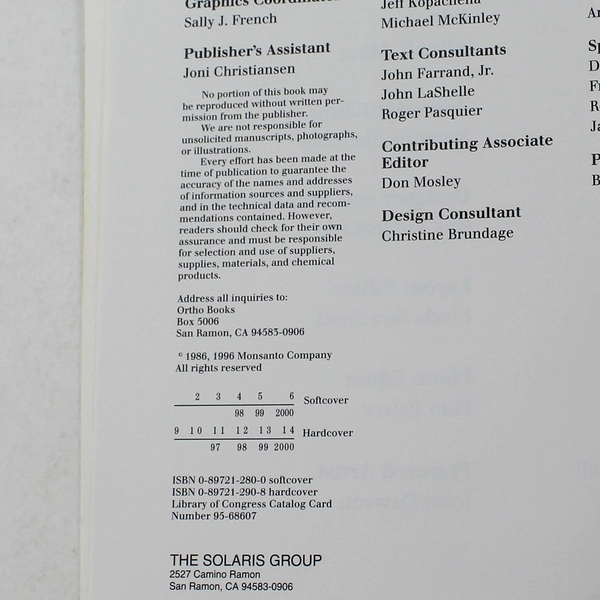 Graphics Coordinator
Sally J. French
Publisher's Assistant
Joni Christiansen
No portion of this book may
be reproduced without written per-
mission from the publisher.
We are not responsible for
unsolicited manuscripts, photographs,
or illustrations.
Every effort has been made at the
time of publication to guarantee the
accuracy of the names and addresses
of information sources and suppliers,
and in the technical data and recom-
mendations contained. However,
readers should check for their own
assurance and must be responsible
for selection and use of suppliers,
supplies, materials, and chemical
products.
Address all inquiries to:
Ortho Books
Box 5006
San Ramon, CA 94583-0906
© 1986, 1996 Monsanto Company
All rights reserved
2 3 4 5 6 Softcover
98 99 2000
9 10 11 12 13 14 Hardcover
97 98 99 2000
ISBN 0-89721-280-0 softcover
ISBN 0-89721-290-8 hardcover
Library of Congress Catalog Card
Number 95-68607
THE SOLARIS GROUP
2527 Camino Ramon
San Ramon, CA 94583-0906
Jeff Kopachena
Michael McKinley
Text Consultants
John Farrand, Jr.
John LaShelle
Roger Pasquier
Contributing Associate
Editor
Don Mosley
Design Consultant
Christine Brundage